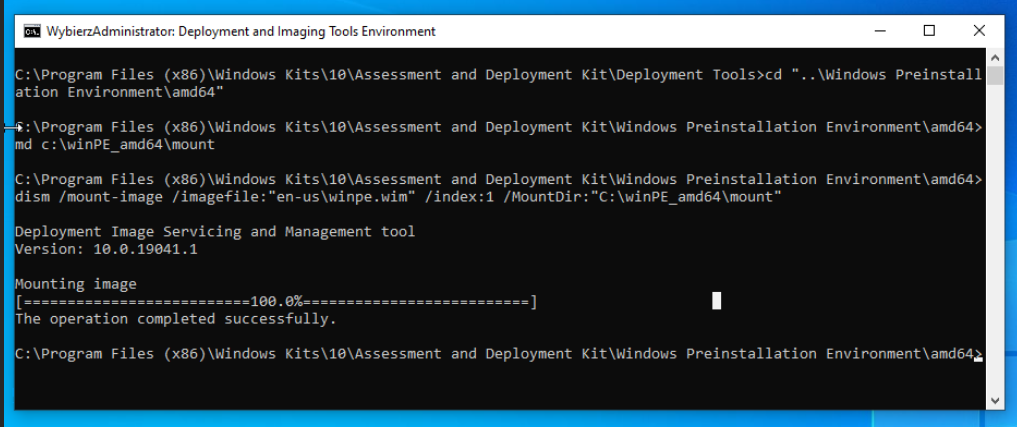 WybierzAdministrator: Deployment and Imaging Tools Environment
C:\Program Files (x86)\Windows Kits\10\Assessment and Deployment Kit\Deployment Tools>cd "..\Windows Preinstall
ation Environment\amd64"
C:\Program Files (x86)\Windows Kits\10\Assessment and Deployment Kit\Windows Preinstallation Environment\amd64>
md c:\winPE_amd64\mount
C:\Program Files (x86)\Windows Kits\10\Assessment and Deployment Kit\Windows Preinstallation Environment\amd64>
dism /mount-image /imagefile:"en-us\winpe.wim" /index:1 /MountDir:"C:\winPE_amd64\mount"
Deployment Image Servicing and Management tool
Version: 10.0.19041.1
Mounting image
[==========================100.0%==========================]
The operation completed successfully.
C:\Program Files (x86)\Windows Kits\10\Assessment and Deployment Kit\Windows Preinstallation Environment\amd64>